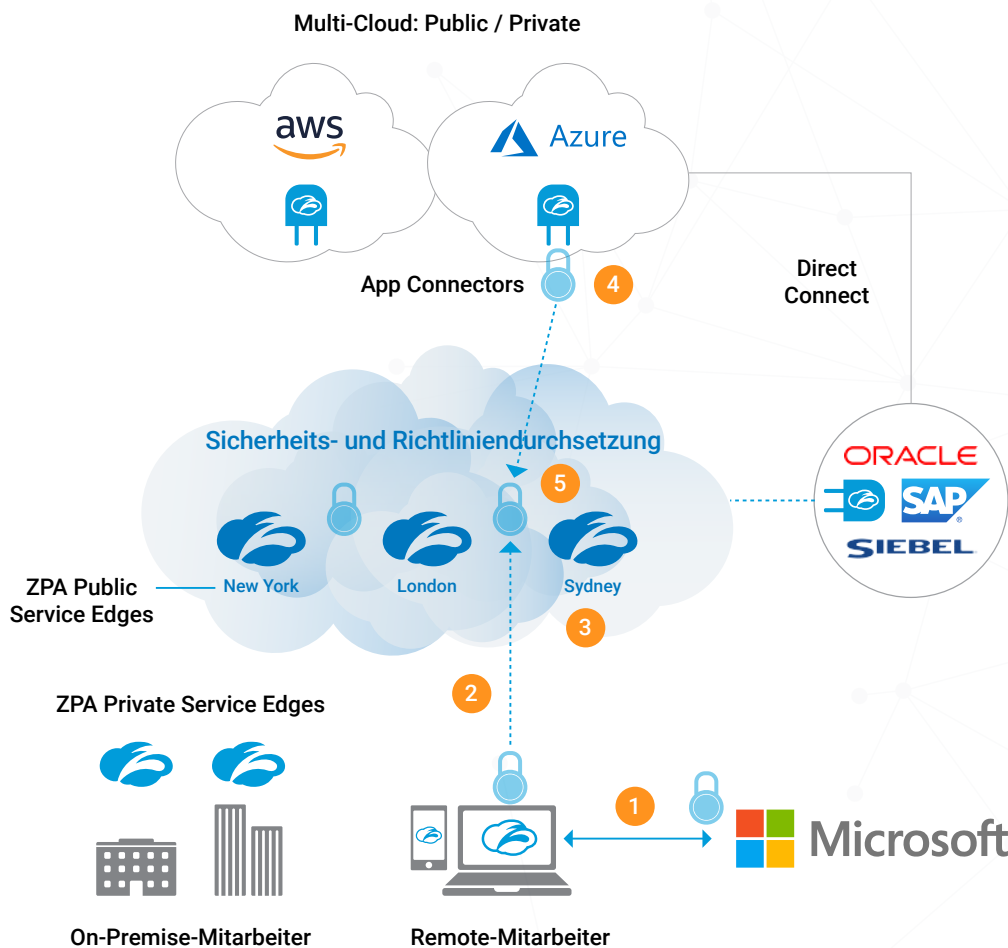 Multi-Cloud: Public / Private
aws
Azure
App Connectors
4
Direct
Connect
Sicherheits- und Richtliniendurchsetzung
5
ORACLE
SAP®
SIEBEL
New York
London
Sydney
ZPA Public
Service Edges
3
2
ZPA Private Service Edges
1
Microsoft
On-Premise-Mitarbeiter
Remote-Mitarbeiter